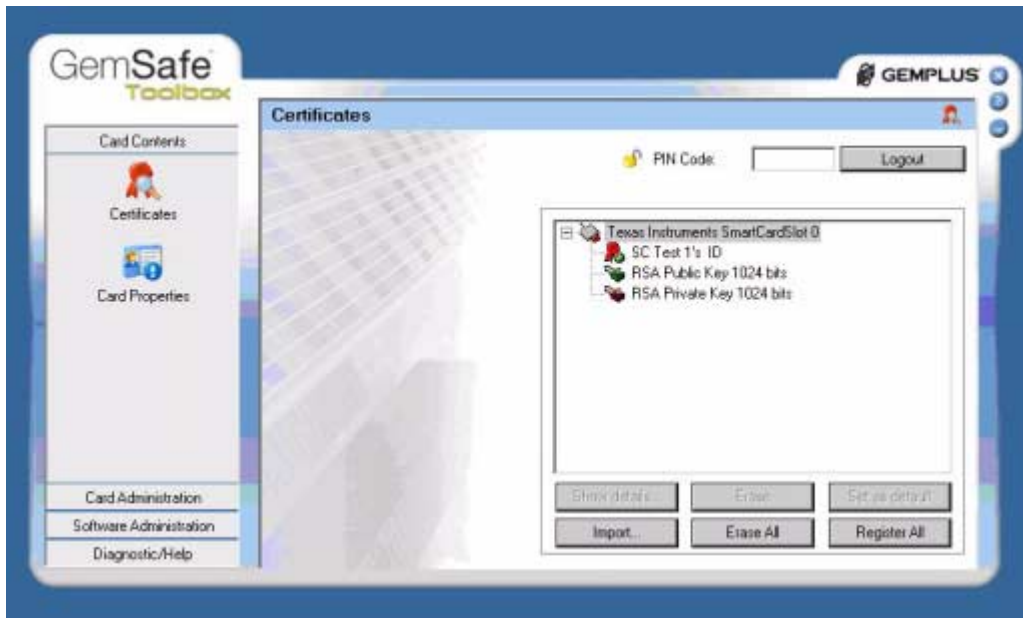 GemSafe
Toolbox
GEMPLUS
Certificates
Card Contents
Certificates
Card Properties
Card Administration
Software Administration
Diagnostic/Help
PIN Code:
Logout
Texas Instruments SmartCardSlot 0
SC Test 1's ID
RSA Public Key 1024 bits
RSA Private Key 1024 bits
Show details...
Erase
Set as default
Import...
Erase All
Register All